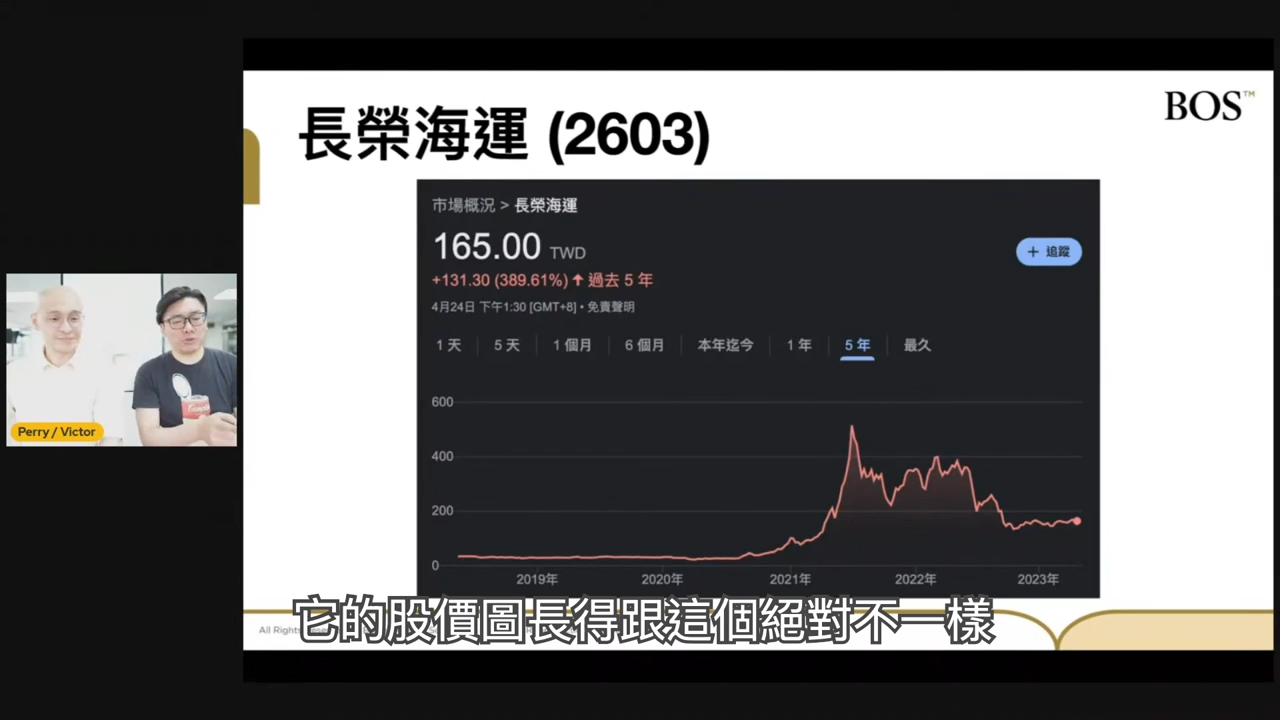 BOS™
長榮海運 (2603)
市場概況 > 長榮海運
165.00 TWD
+ 追蹤
+131.30 (389.61%) ↑ 過去 5 年
4月24日 下午1:30 [GMT+8] • 免責聲明
1 天 5 天 1 個月 6 個月 本年迄今 1 年 5 年 最久
600
400
200
0
2019年 2020年 2021年 2022年 2023年
Perry / Victor
它的股價圖長得跟這個絕對不一樣
All Rights